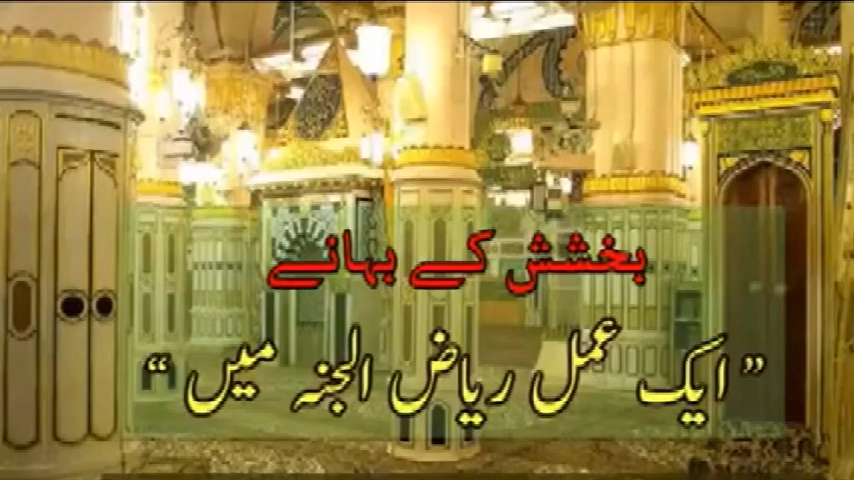 بخشش کے بہانے
”ایک عمل ریاض الجنہ میں“